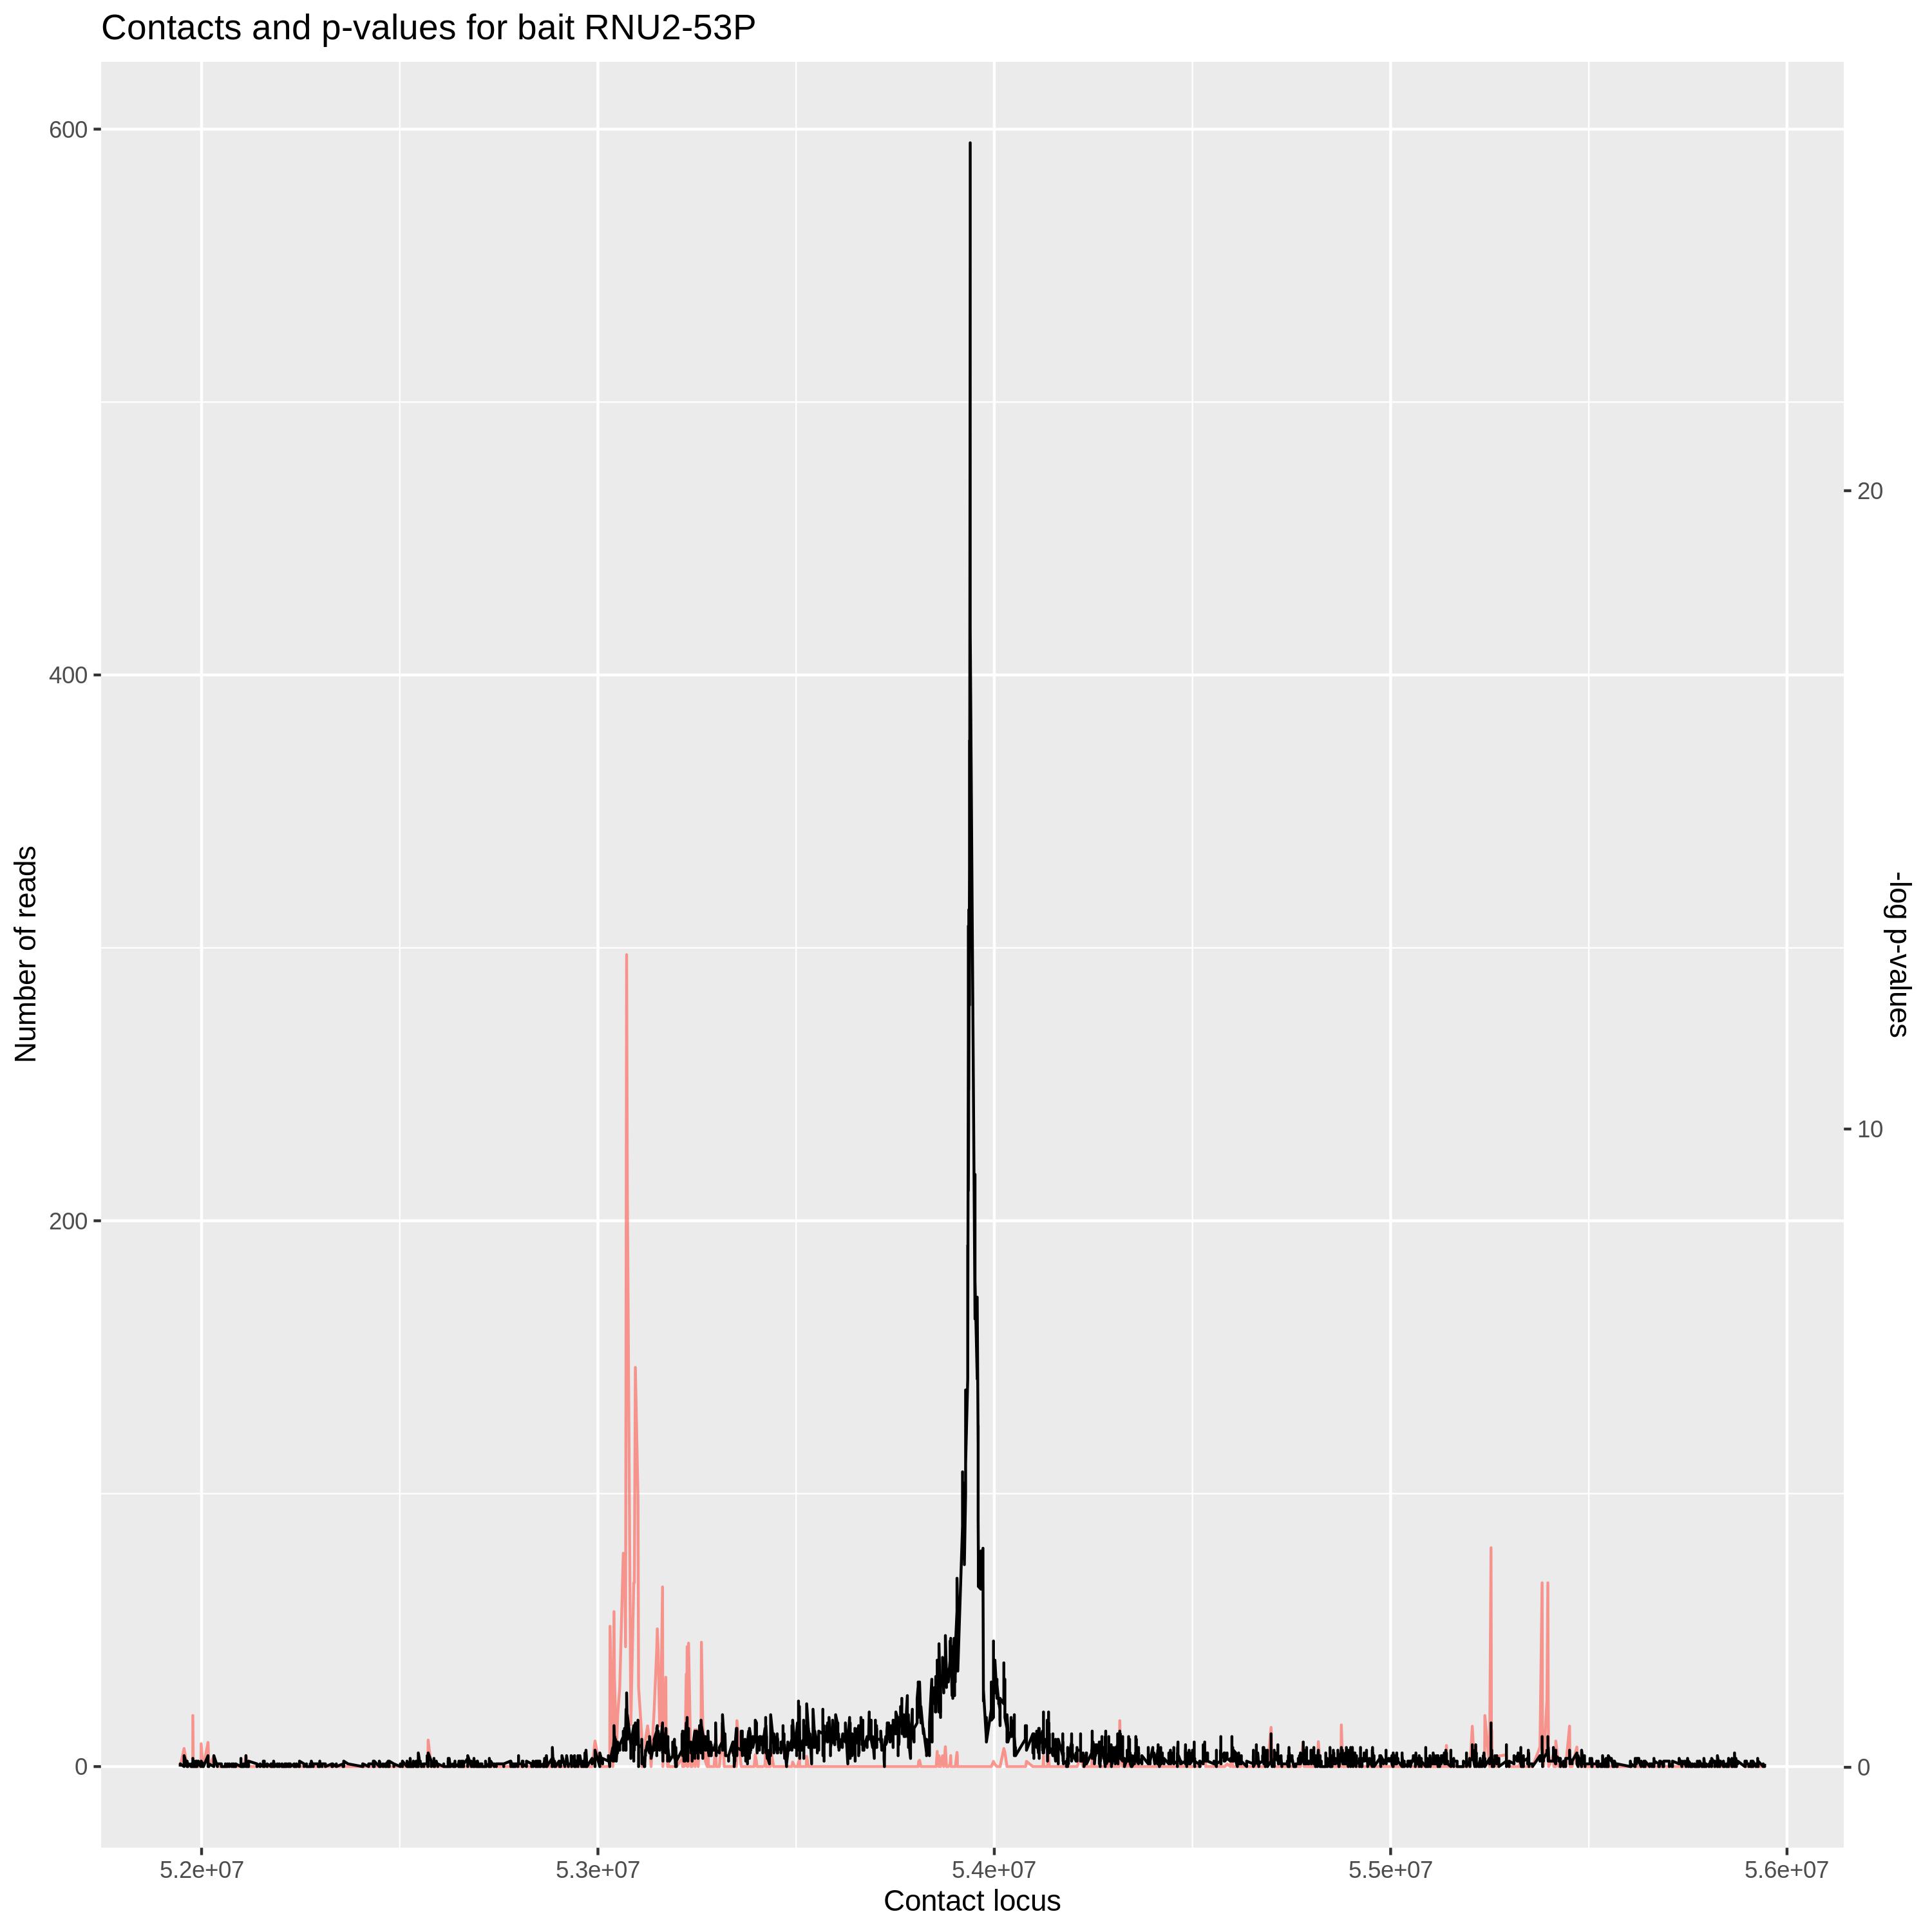 Contacts and p-values for bait RNU2-53P
600
400
200
0
Number of reads
20
10
0
-log p-values
5.2e+07
5.3e+07
5.4e+07
5.5e+07
5.6e+07
Contact locus